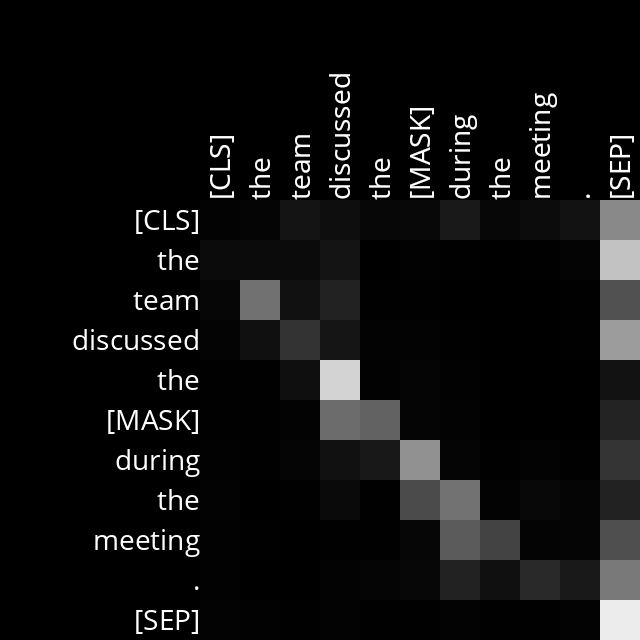 [CLS] the team discussed the [MASK] during the meeting . [SEP]
[CLS]
the
team
discussed
the
[MASK]
during
the
meeting
.
[SEP]